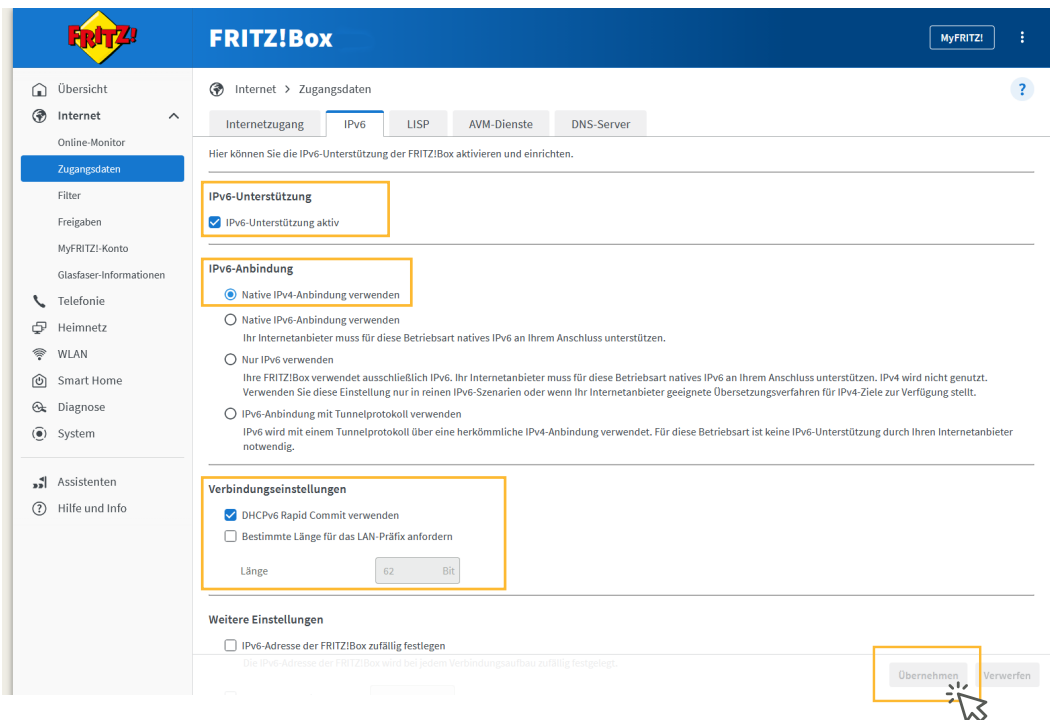 FRITZ!
FRITZ!Box
MyFRITZ!
Übersicht
Internet
Online-Monitor
Zugangsdaten
Filter
Freigaben
MyFRITZ!-Konto
Glasfaser-Informationen
Telefonie
Heimnetz
WLAN
Smart Home
Diagnose
System
Assistenten
Hilfe und Info
Internet > Zugangsdaten
?
Internetzugang IPv6 LISP AVM-Dienste DNS-Server
Hier können Sie die IPv6-Unterstützung der FRITZ!Box aktivieren und einrichten.
IPv6-Unterstützung
IPv6-Unterstützung aktiv
IPv6-Anbindung
Native IPv4-Anbindung verwenden
Native IPv6-Anbindung verwenden
Ihr Internetanbieter muss für diese Betriebsart natives IPv6 an Ihrem Anschluss unterstützen.
Nur IPv6 verwenden
Ihre FRITZ!Box verwendet ausschließlich IPv6. Ihr Internetanbieter muss für diese Betriebsart natives IPv6 an Ihrem Anschluss unterstützen. IPv4 wird nicht genutzt.
Verwenden Sie diese Einstellung nur in reinen IPv6-Szenarien oder wenn Ihr Internetanbieter geeignete Übersetzungsverfahren für IPv4-Ziele zur Verfügung stellt.
IPv6-Anbindung mit Tunnelprotokoll verwenden
IPv6 wird mit einem Tunnelprotokoll über eine herkömmliche IPv4-Anbindung verwendet. Für diese Betriebsart ist keine IPv6-Unterstützung durch Ihren Internetanbieter
notwendig.
Verbindungseinstellungen
DHCPv6 Rapid Commit verwenden
Bestimmte Länge für das LAN-Präfix anfordern
Länge 62 Bit
Weitere Einstellungen
IPv6-Adresse der FRITZ!Box zufällig festlegen
Die IPv6-Adresse der FRITZ!Box wird bei jedem Verbindungsaufbau zufällig festgelegt.
Übernehmen Verwerfen